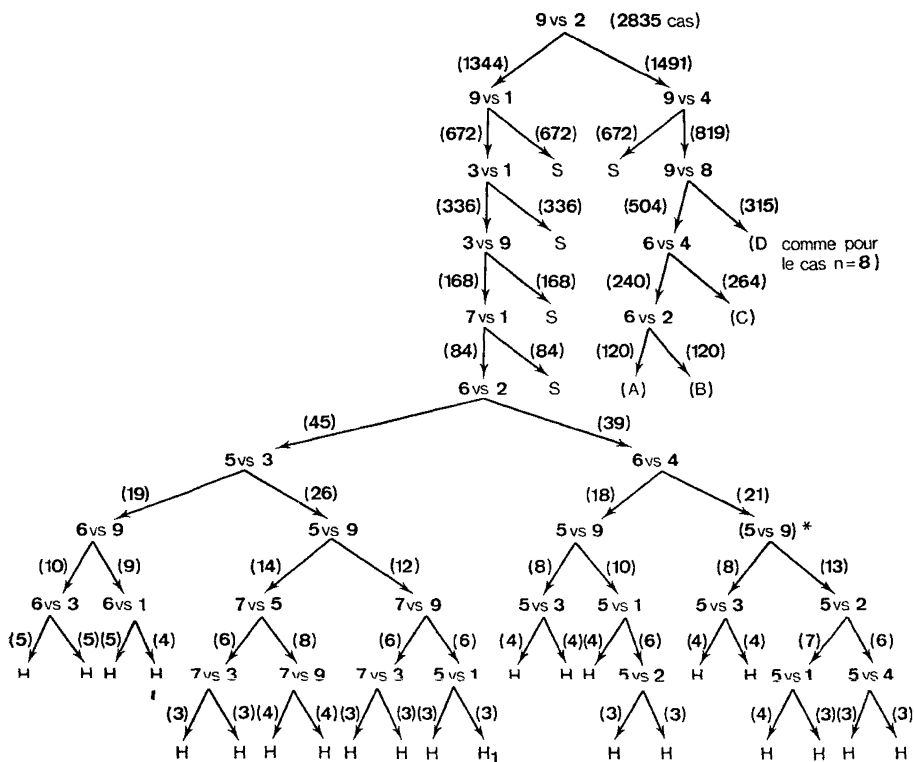 9 vs 2 (2835 cas)
(1344) (1491)
9 vs 1 9 vs 4
(672) (672) (672) (819)
3 vs 1 S S 9 vs 8
(336) (336) (504) (315)
3 vs 9 S 6 vs 4 (D comme pour
le cas n=8)
(168) (168) (240) (264)
7 vs 1 S 6 vs 2 (C)
(84) (84) (120) (120)
6 vs 2 S (A) (B)
(45) (39)
5 vs 3 6 vs 4
(19) (26) (18) (21)
6 vs 9 5 vs 9 5 vs 9 (5 vs 9) *
(10) (9) (14) (12) (8) (10) (8) (13)
6 vs 3 6 vs 1 7 vs 5 7 vs 9 5 vs 3 5 vs 1 5 vs 3 5 vs 2
(5) (5) (5) (4) (6) (8) (6) (6) (4) (4) (4) (6) (4) (4) (7) (6)
H H H H 7 vs 3 7 vs 9 7 vs 3 5 vs 1 H H H 5 vs 2 H H 5 vs 1 5 vs 4
(3) (3) (4) (4) (3) (3) (3) (3) (3) (3) (4) (3) (3) (3)
H H H H H H H H1 H H H H H H